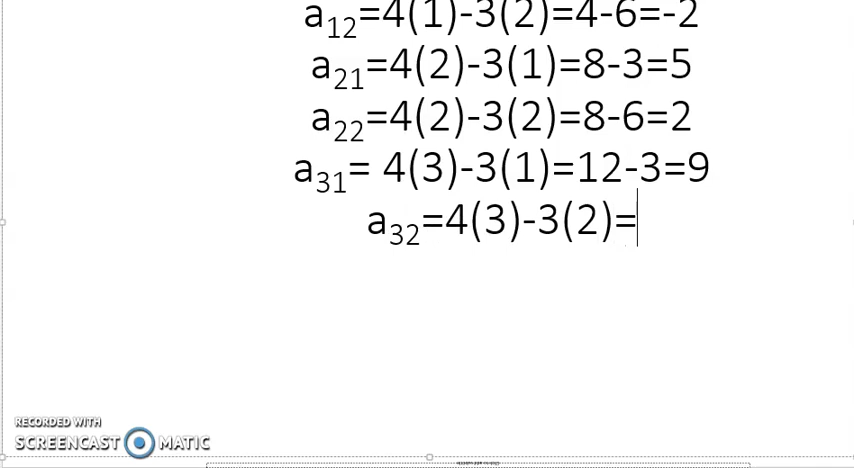 a₁₂=4(1)-3(2)=4-6=-2
a₂₁=4(2)-3(1)=8-3=5
a₂₂=4(2)-3(2)=8-6=2
a₃₁= 4(3)-3(1)=12-3=9
a₃₂=4(3)-3(2)=
RECORDED WITH
SCREENCAST MATIC